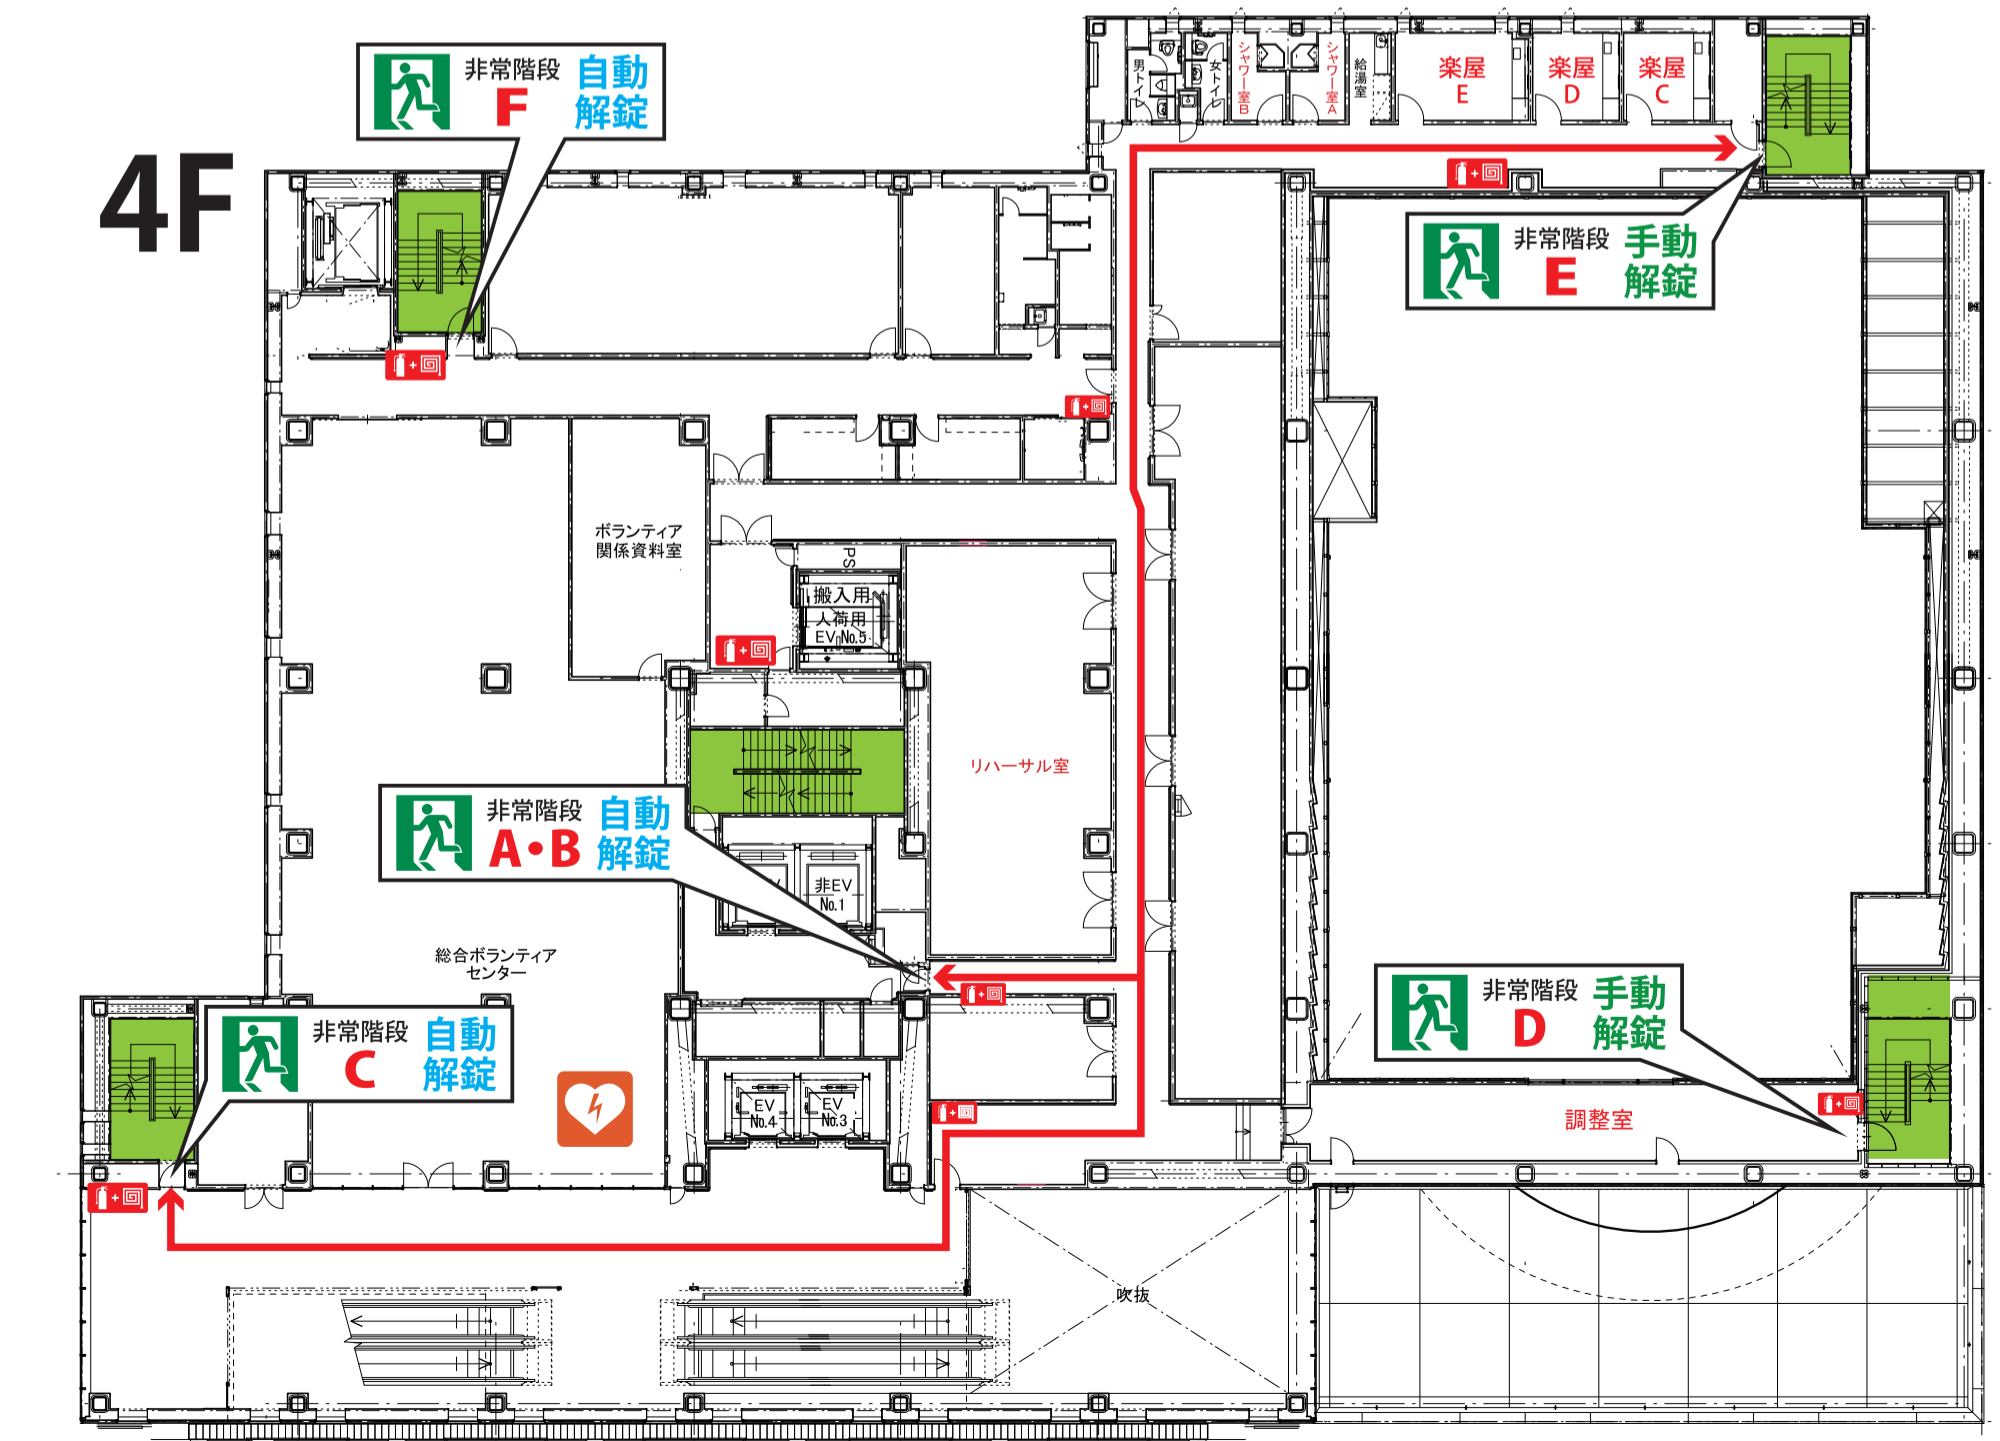 4F
非常階段
F
自動
解錠
男トイレ
女トイレ
シャワー室B
シャワー室A
給湯室
楽屋
E
楽屋
D
楽屋
C
非常階段
E
手動
解錠
ボランティア
関係資料室
PS
搬入用
人荷用
EV No.5
リハーサル室
非常階段
A・B
自動
解錠
非EV
No.1
総合ボランティア
センター
非常階段
C
自動
解錠
EV
No.4
EV
No.3
非常階段
D
手動
解錠
調整室
吹抜